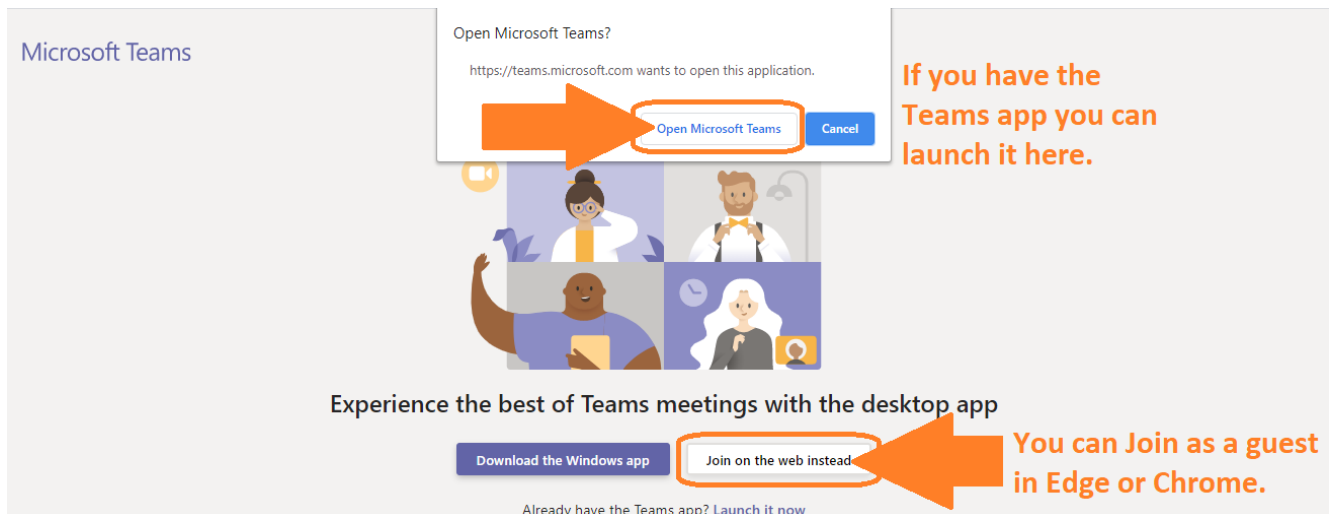 Microsoft Teams
Open Microsoft Teams?
https://teams.microsoft.com wants to open this application.
Open Microsoft Teams
Cancel
If you have the
Teams app you can
launch it here.
Experience the best of Teams meetings with the desktop app
Download the Windows app
Join on the web instead
You can Join as a guest
in Edge or Chrome.
Already have the Teams app? Launch it now